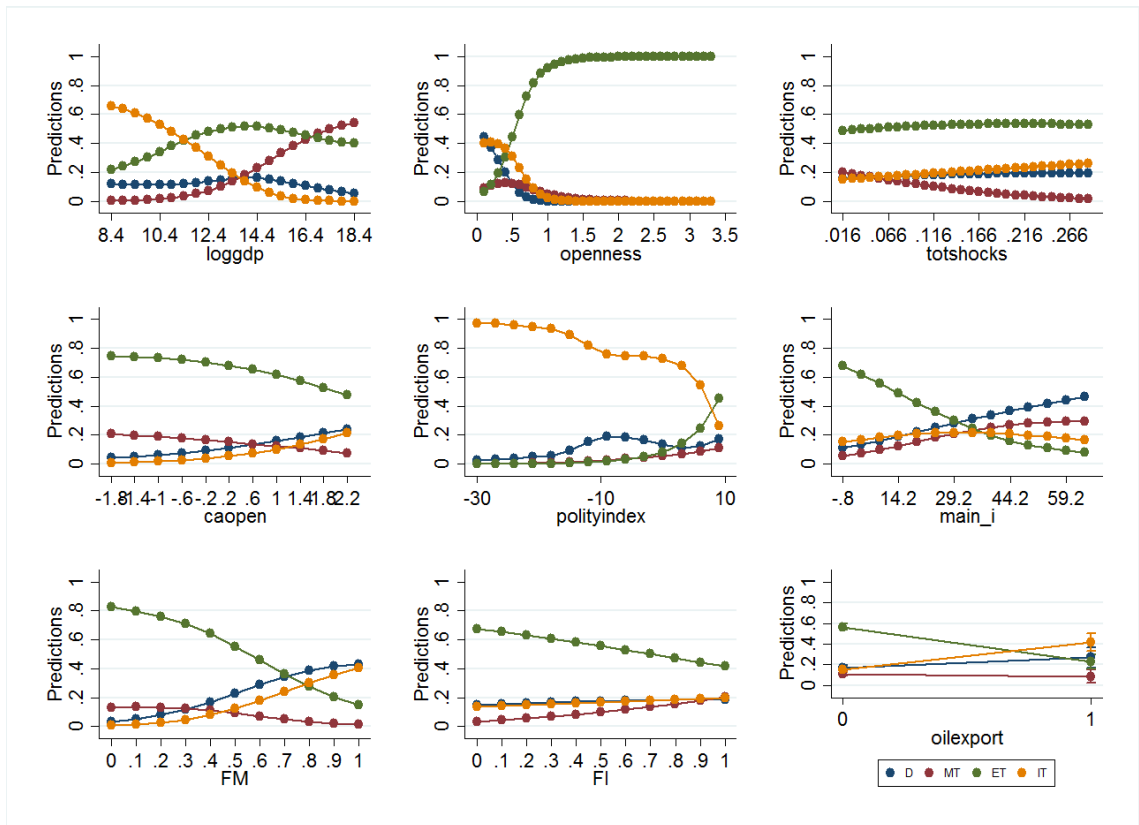 Predictions
0 .2 .4 .6 .8 1
8.4 10.4 12.4 14.4 16.4 18.4
loggdp
Predictions
0 .2 .4 .6 .8 1
0 .5 1 1.5 2 2.5 3 3.5
openness
Predictions
0 .2 .4 .6 .8 1
.016 .066 .116 .166 .216 .266
totshocks
Predictions
0 .2 .4 .6 .8 1
-1.8 -1.4 -1 -.6 -.2 .2 .6 1 1.4 1.8 2.2
caopen
Predictions
0 .2 .4 .6 .8 1
-30 -10 10
polityindex
Predictions
0 .2 .4 .6 .8 1
-.8 14.2 29.2 44.2 59.2
main_i
Predictions
0 .2 .4 .6 .8 1
0 .1 .2 .3 .4 .5 .6 .7 .8 .9 1
FM
Predictions
0 .2 .4 .6 .8 1
0 .1 .2 .3 .4 .5 .6 .7 .8 .9 1
FI
Predictions
0 .2 .4 .6 .8 1
0 1
oilexport
D MT ET IT